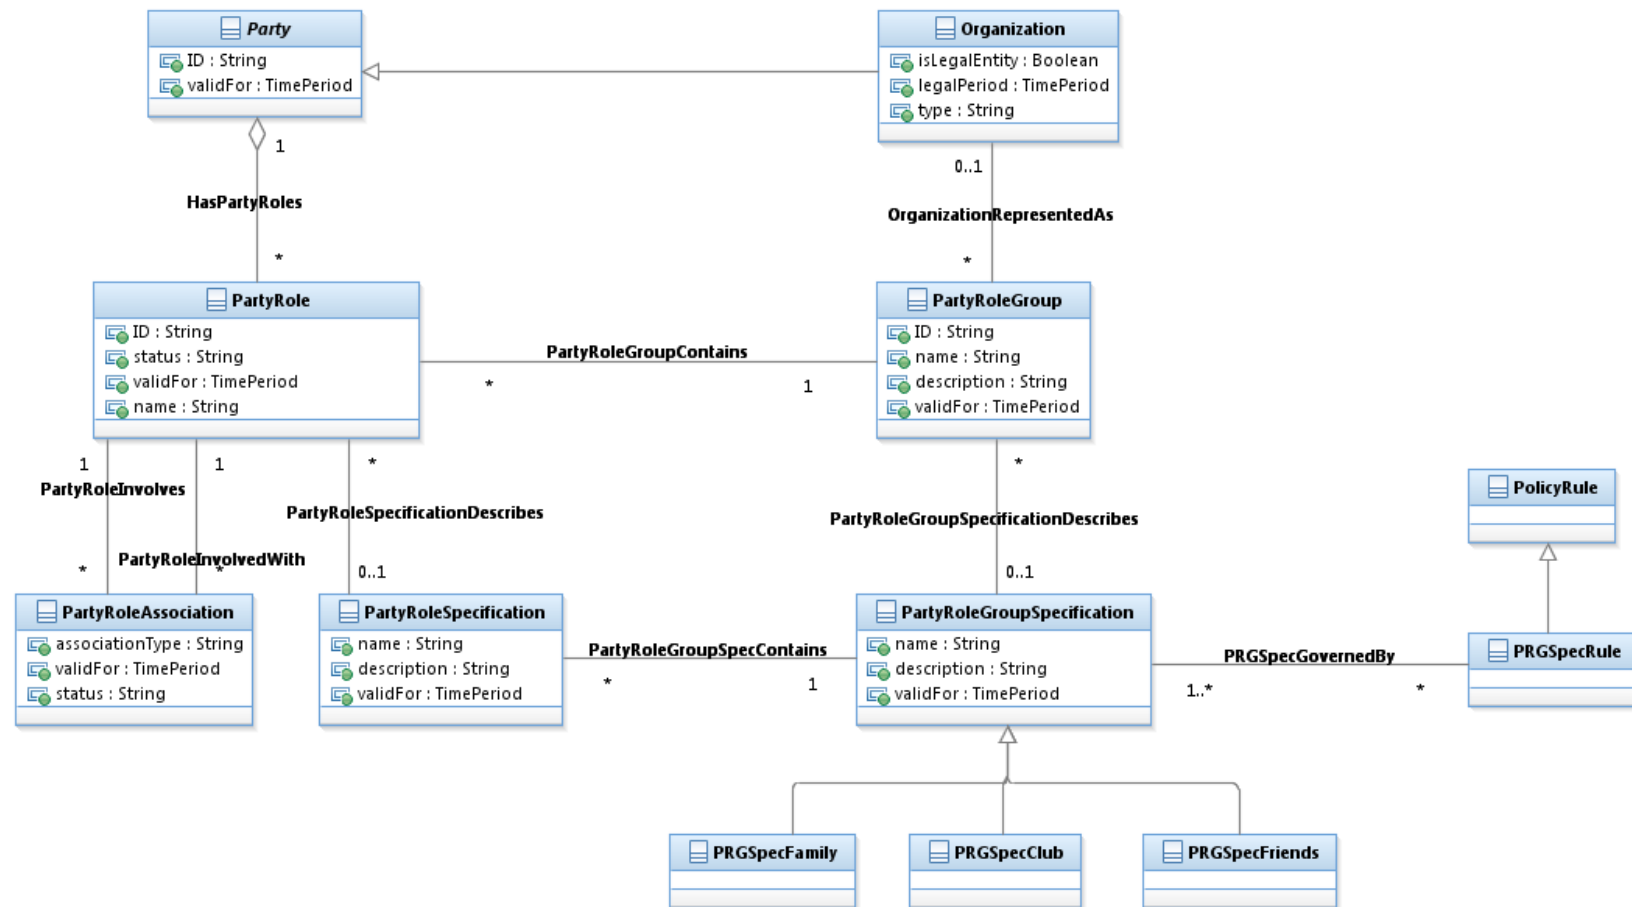 Party
ID : String
validFor : TimePeriod
Organization
isLegalEntity : Boolean
legalPeriod : TimePeriod
type : String
1
0..1
HasPartyRoles
OrganizationRepresentedAs
*
*
PartyRole
ID : String
status : String
validFor : TimePeriod
name : String
PartyRoleGroupContains
*
1
PartyRoleGroup
ID : String
name : String
description : String
validFor : TimePeriod
1
1
*
*
PartyRoleInvolves
PartyRoleSpecificationDescribes
PartyRoleGroupSpecificationDescribes
PartyRoleInvolvedWith
*
*
0..1
0..1
PolicyRule
PartyRoleAssociation
associationType : String
validFor : TimePeriod
status : String
PartyRoleSpecification
name : String
description : String
validFor : TimePeriod
PartyRoleGroupSpecContains
*
1
PartyRoleGroupSpecification
name : String
description : String
validFor : TimePeriod
PRGSpecGovernedBy
1..*
*
PRGSpecRule
PRGSpecFamily
PRGSpecClub
PRGSpecFriends